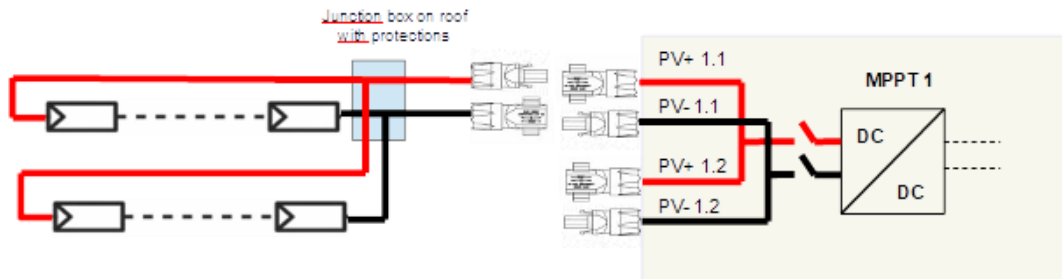 Junction box on roof
with protections
PV+ 1.1
MPPT 1
PV- 1.1
DC
PV+ 1.2
DC
PV- 1.2